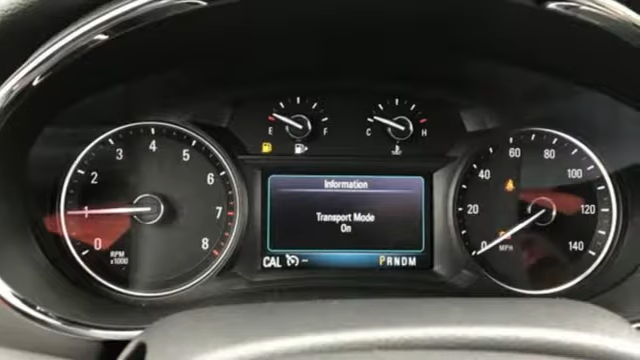 E F
C H
0 1 2 3 4 5 6 7 8
RPM
x1000
Information
Transport Mode
On
CAL
PRNDM
0 20 40 60 80 100 120 140
MPH